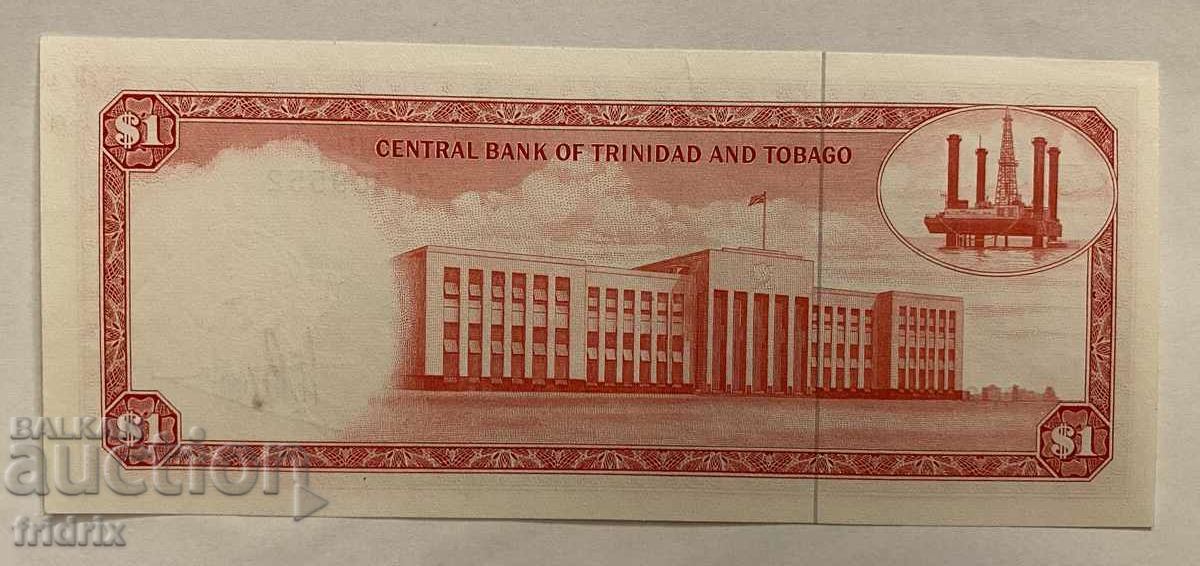 $1
CENTRAL BANK OF TRINIDAD AND TOBAGO
$1
$1
BALKAN
auction
fridrix